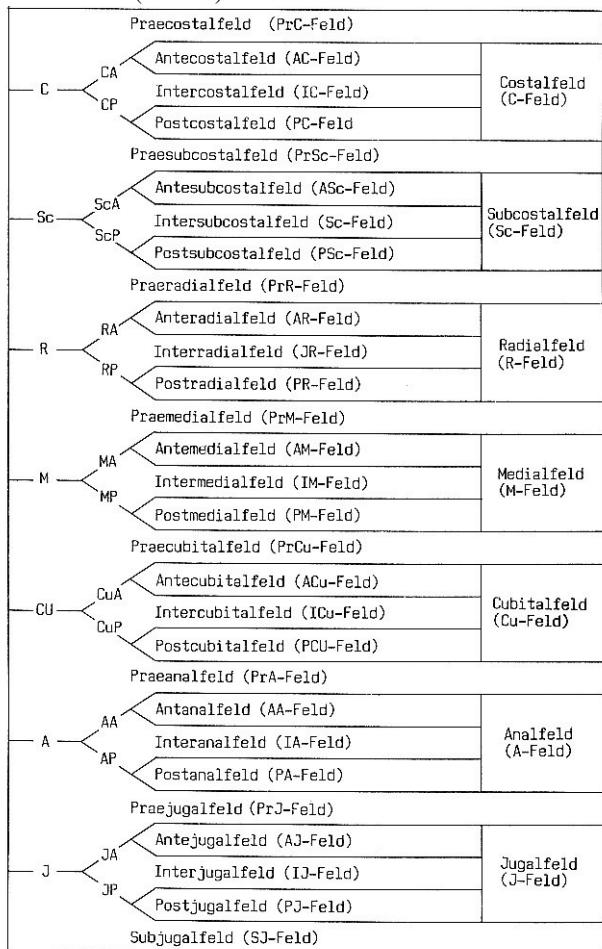 Praecostalfeld (PrC-Feld)
Antecostalfeld (AC-Feld)
CA
Costalfeld
C
Intercostalfeld (IC-Feld)
(C-Feld)
CP
Postcostalfeld (PC-Feld
Praesubcostalfeld (PrSc-Feld)
Antesubcostalfeld (ASc-Feld)
ScA
Subcostalfeld
Sc
Intersubcostalfeld (Sc-Feld)
(Sc-Feld)
ScP
Postsubcostalfeld (PSc-Feld)
Praeradialfeld (PrR-Feld)
Anteradialfeld (AR-Feld)
RA
Radialfeld
R
Interradialfeld (JR-Feld)
(R-Feld)
RP
Postradialfeld (PR-Feld)
Praemedialfeld (PrM-Feld)
Antemedialfeld (AM-Feld)
MA
Medialfeld
M
Intermedialfeld (IM-Feld)
(M-Feld)
MP
Postmedialfeld (PM-Feld)
Praecubitalfeld (PrCu-Feld)
Antecubitalfeld (ACu-Feld)
CuA
Cubitalfeld
CU
Intercubitalfeld (ICu-Feld)
(Cu-Feld)
CuP
Postcubitalfeld (PCU-Feld)
Praeanalfeld (PrA-Feld)
Antanalfeld (AA-Feld)
AA
Analfeld
A
Interanalfeld (IA-Feld)
(A-Feld)
AP
Postanalfeld (PA-Feld)
Praejugalfeld (PrJ-Feld)
Antejugalfeld (AJ-Feld)
JA
Jugalfeld
J
Interjugalfeld (IJ-Feld)
(J-Feld)
JP
Postjugalfeld (PJ-Feld)
Subjugalfeld (SJ-Feld)